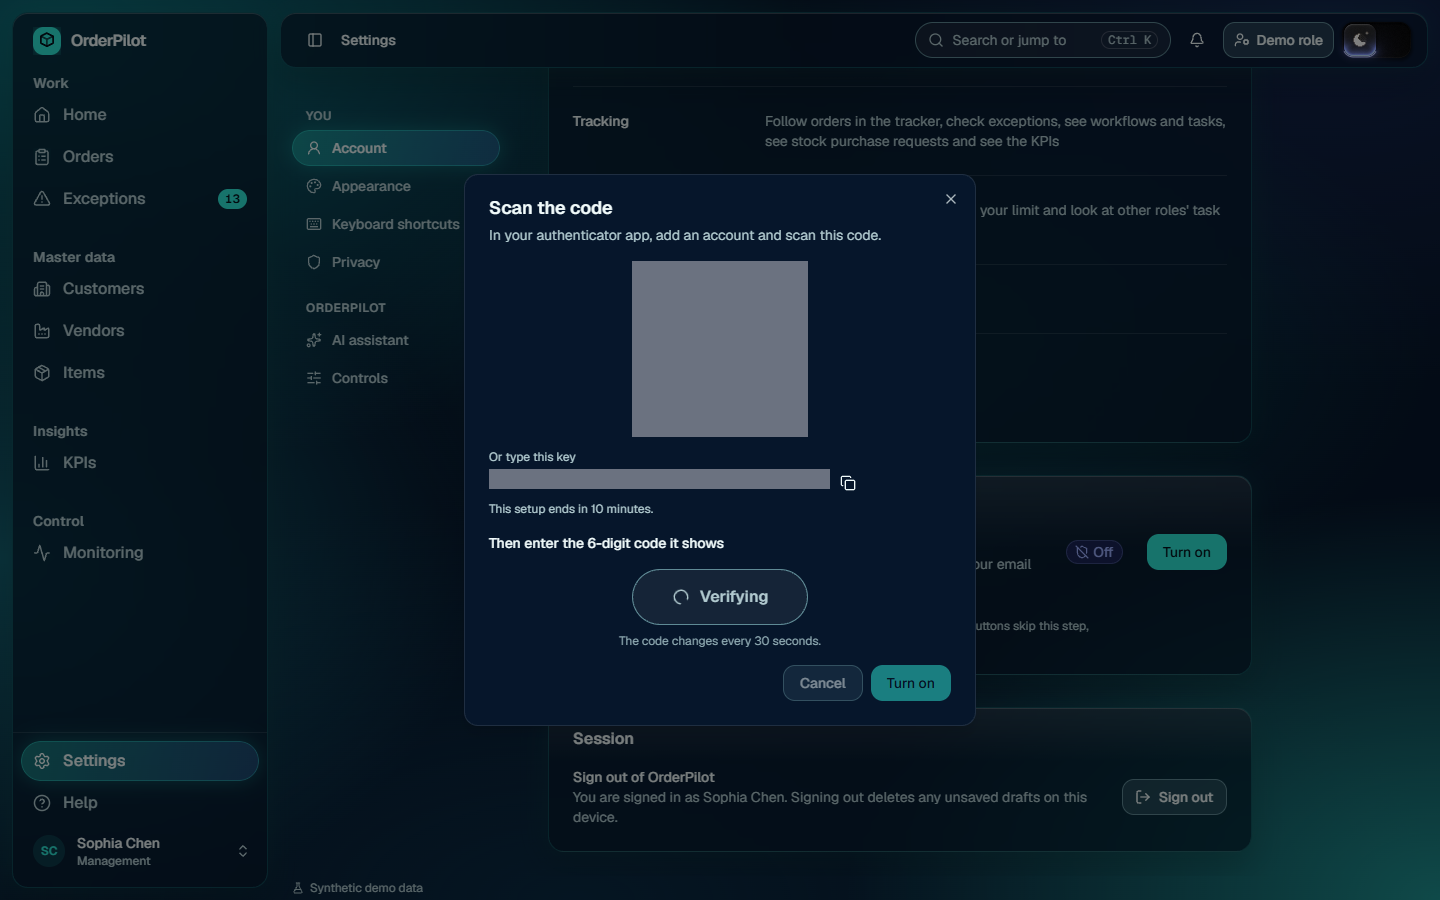 OrderPilot
Work
Home
Orders
Exceptions
13
Master data
Customers
Vendors
Items
Insights
KPIs
Control
Monitoring
Settings
Help
SC
Sophia Chen
Management
Settings
Search or jump to
Ctrl K
Demo role
YOU
Account
Appearance
Keyboard shortcuts
Privacy
ORDERPILOT
AI assistant
Controls
Tracking
Follow orders in the tracker, check exceptions, see workflows and tasks,
see stock purchase requests and see the KPIs
your limit and look at other roles' task
Scan the code
In your authenticator app, add an account and scan this code.
Or type this key
This setup ends in 10 minutes.
Then enter the 6-digit code it shows
Verifying
The code changes every 30 seconds.
Cancel
Turn on
email
Off
Turn on
skip this step,
Session
Sign out of OrderPilot
You are signed in as Sophia Chen. Signing out deletes any unsaved drafts on this
device.
Sign out
Synthetic demo data